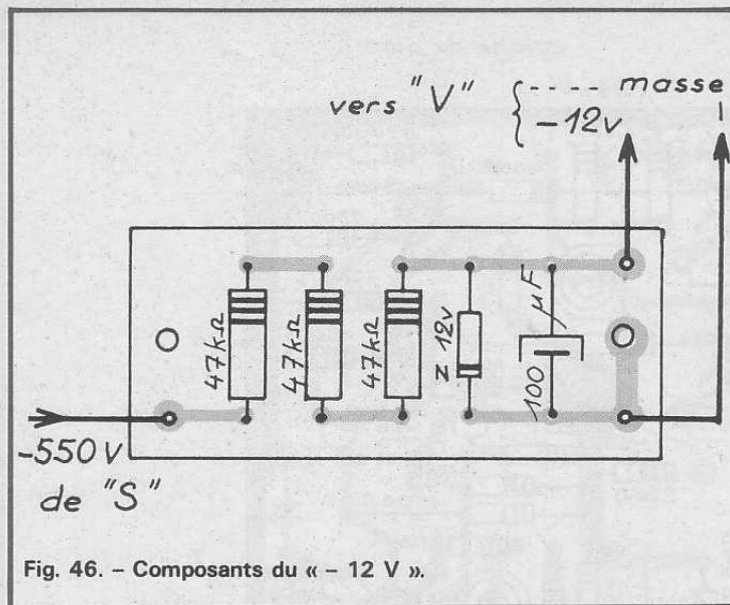 vers "V" { ---- masse
-12v
47kΩ
47kΩ
47kΩ
z 12v
100 µF
-550V
de "S"
Fig. 46. – Composants du « – 12 V ».